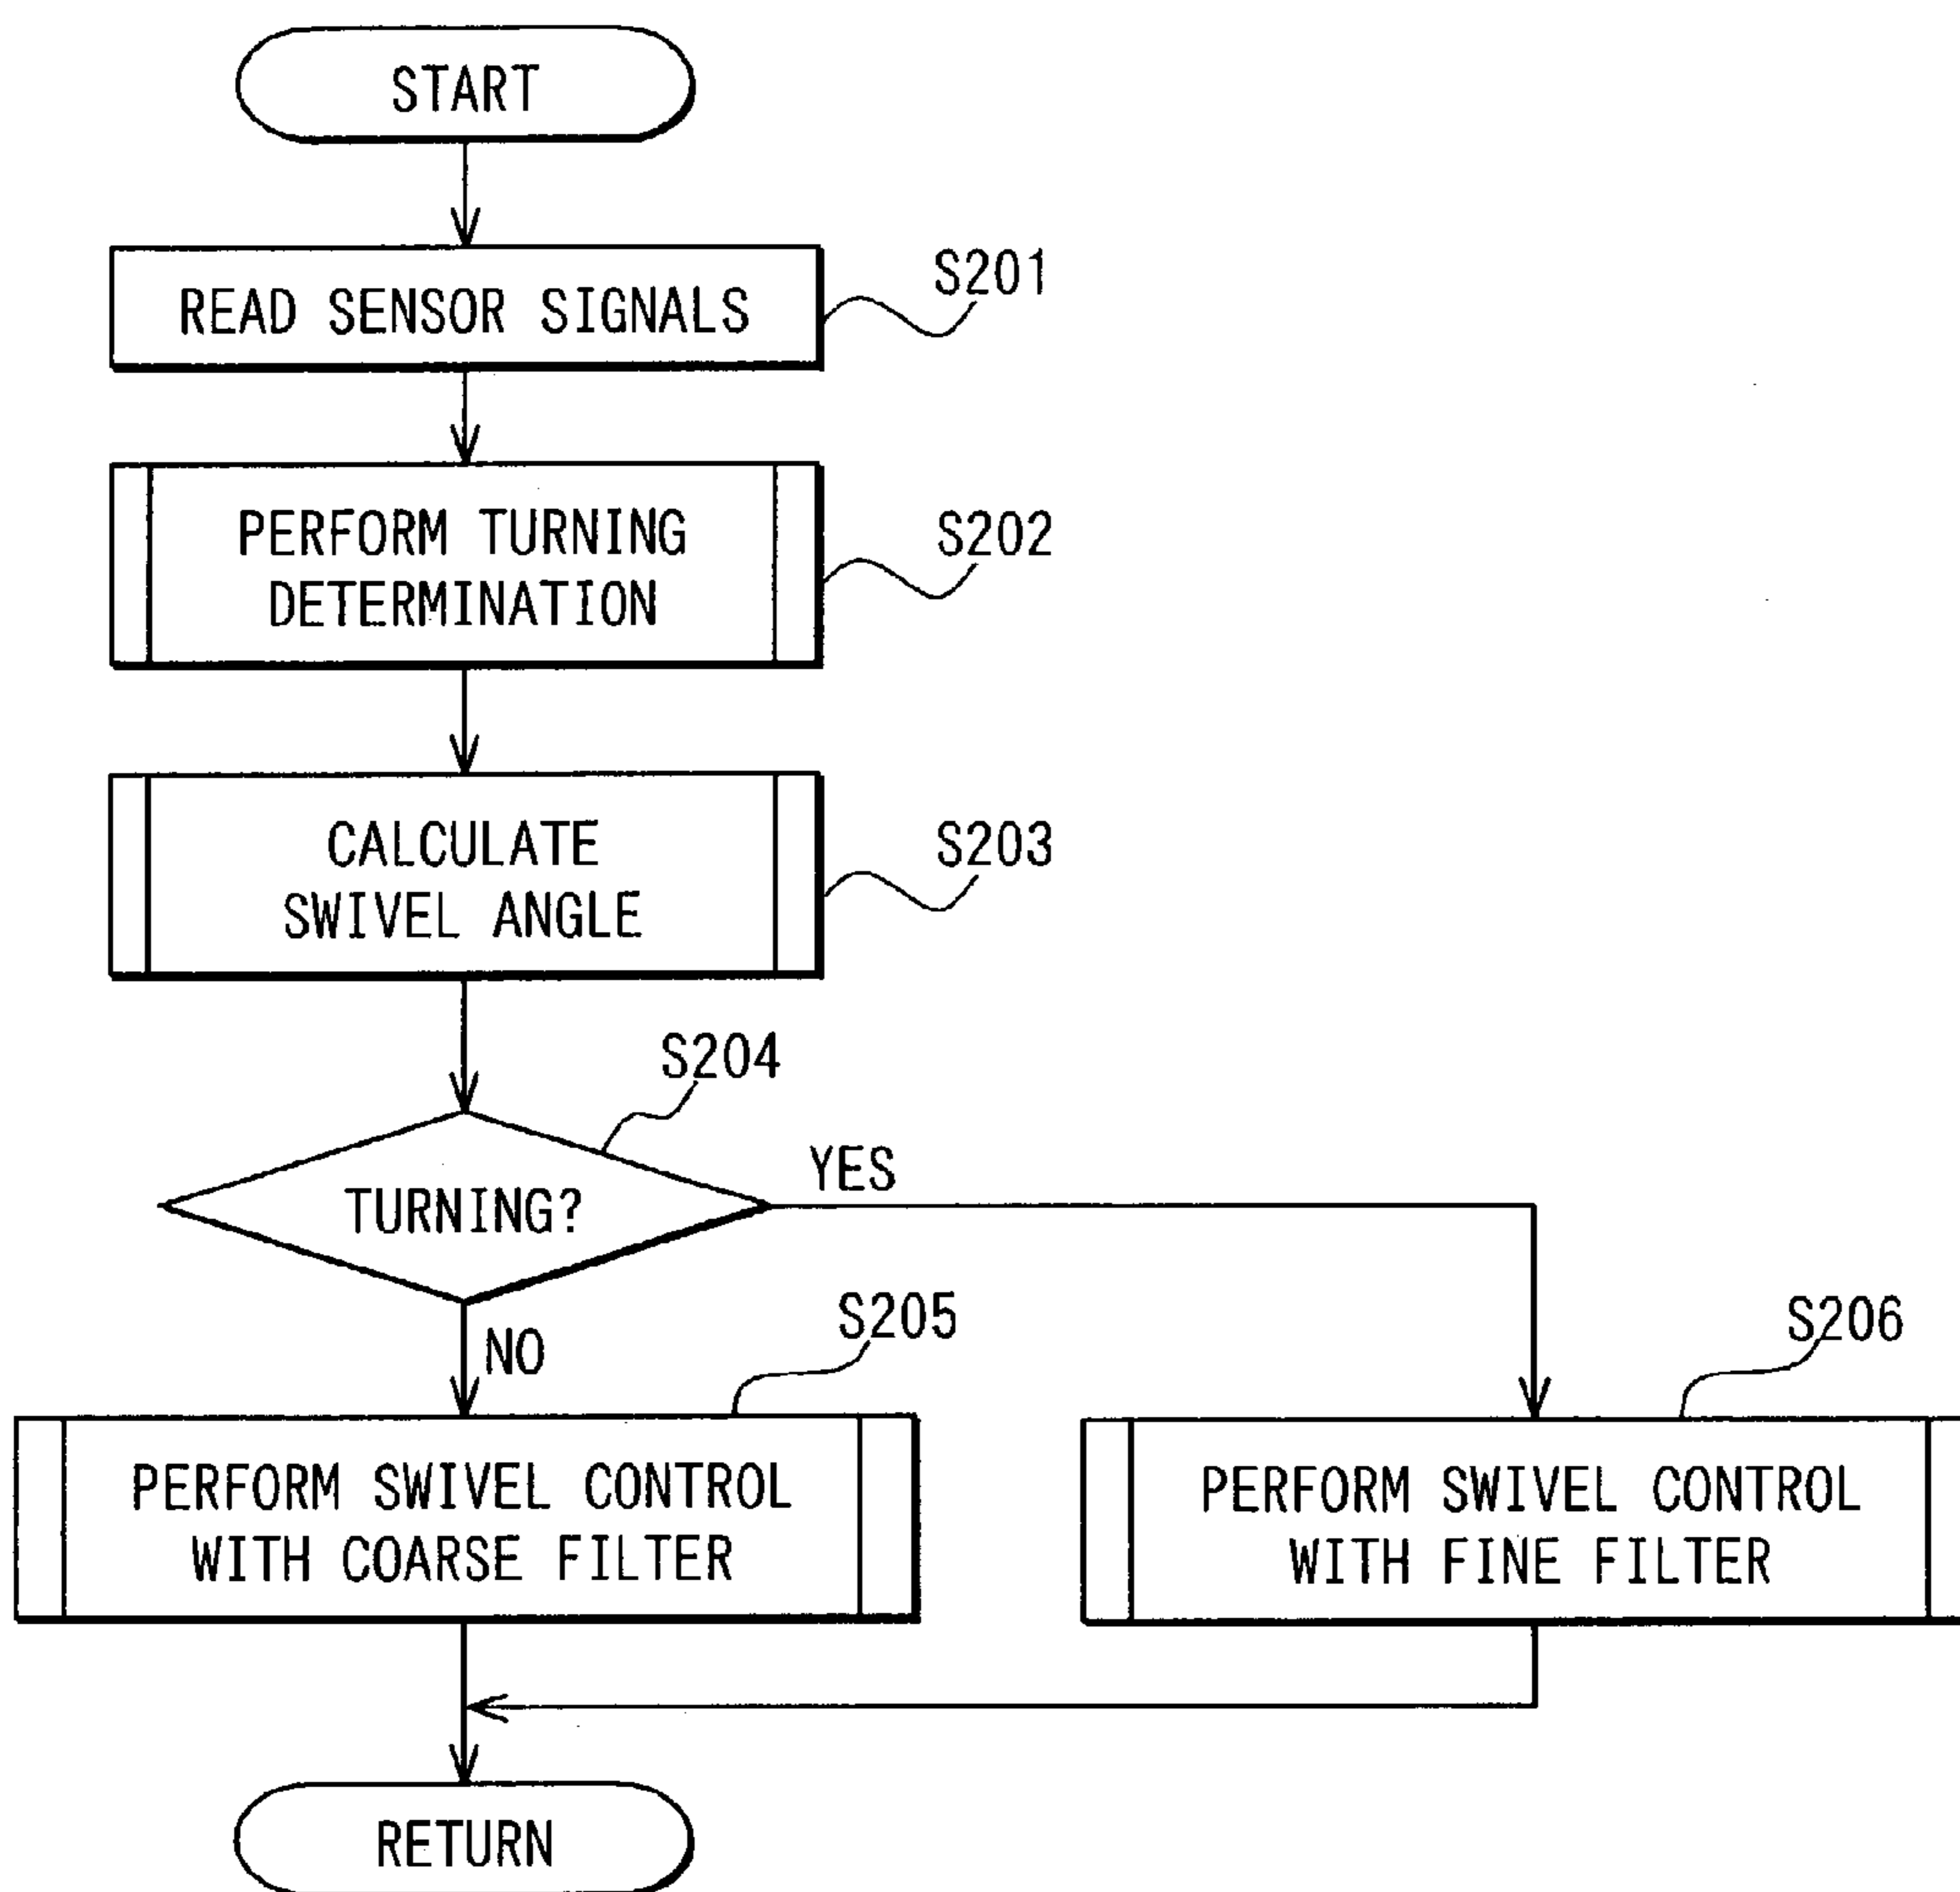 START
READ SENSOR SIGNALS
S201
PERFORM TURNING
DETERMINATION
S202
CALCULATE
SWIVEL ANGLE
S203
S204
TURNING?
YES
NO
S205
PERFORM SWIVEL CONTROL
WITH COARSE FILTER
S206
PERFORM SWIVEL CONTROL
WITH FINE FILTER
RETURN